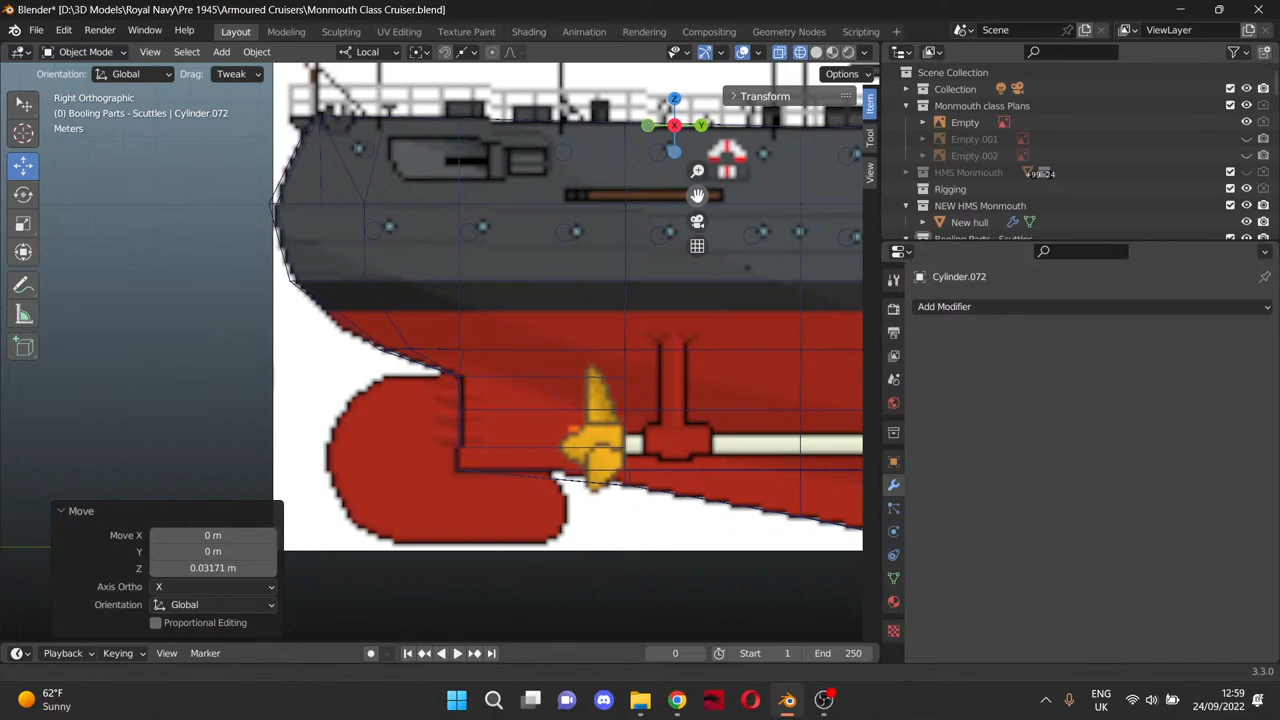 Blender* [D:\3D Models\Royal Navy\Pre 1945\Armoured Cruisers\Monmouth Class Cruiser.blend]
File Edit Render Window Help Layout Modeling Sculpting UV Editing Texture Paint Shading Animation Rendering Compositing Geometry Nodes Scripting Scene ViewLayer
Object Mode View Select Add Object Local
Orientation: Global Drag: Tweak Options
Right Orthographic
(0) Booling Parts - Scuttles | Cylinder.072
Meters
Transform
Z
X
Y
Item
Tool
View
Scene Collection
Collection
Monmouth class Plans
Empty
Empty.001
Empty.002
HMS Monmouth +99 24
Rigging
NEW HMS Monmouth
New hull
Booling Parts - Scuttles
Cylinder.072
Add Modifier
Move
Move X 0 m
Y 0 m
Z 0.03171 m
Axis Ortho X
Orientation Global
Proportional Editing
Playback Keying View Marker 0 Start 1 End 250
3.3.0
62°F
Sunny
ENG
UK
12:59
24/09/2022